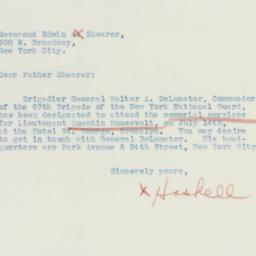 Reverend Edwin Shearer,
608 W. Broadway,
New York City.
Dear Father Shearer:
Brigadier General Walter A. DeLamater, Commander
of the 87th Brigade of the New York National Guard,
has been designated to attend the memorial services
for Lieutenant Quentin Roosevelt, on July 14th,
at the Hotel St. George, Brooklyn. You may desire
to get in touch with General DeLamater. His head-
quarters are Park Avenue & 34th Street, New York City
Sincerely yours,
x Haskell